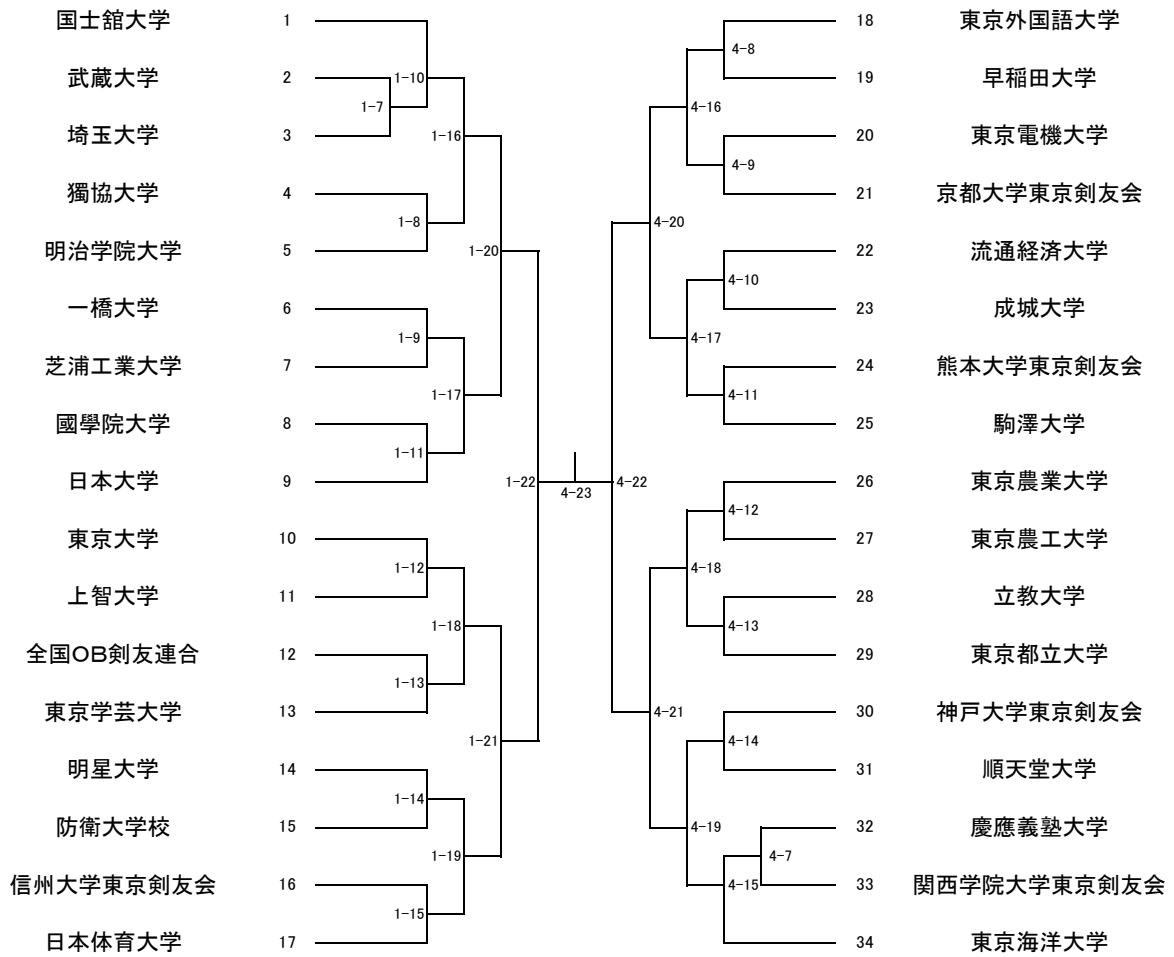 国士舘大学 1
武蔵大学 2
埼玉大学 3
獨協大学 4
明治学院大学 5
一橋大学 6
芝浦工業大学 7
國學院大学 8
日本大学 9
東京大学 10
上智大学 11
全国OB剣友連合 12
東京学芸大学 13
明星大学 14
防衛大学校 15
信州大学東京剣友会 16
日本体育大学 17
1-7
1-10
1-8
1-16
1-9
1-11
1-17
1-20
1-12
1-13
1-18
1-14
1-15
1-19
1-21
1-22
4-23
4-22
4-20
4-16
4-8
4-9
4-17
4-10
4-11
4-21
4-18
4-12
4-13
4-19
4-14
4-15
4-7
18 東京外国語大学
19 早稲田大学
20 東京電機大学
21 京都大学東京剣友会
22 流通経済大学
23 成城大学
24 熊本大学東京剣友会
25 駒澤大学
26 東京農業大学
27 東京農工大学
28 立教大学
29 東京都立大学
30 神戸大学東京剣友会
31 順天堂大学
32 慶應義塾大学
33 関西学院大学東京剣友会
34 東京海洋大学